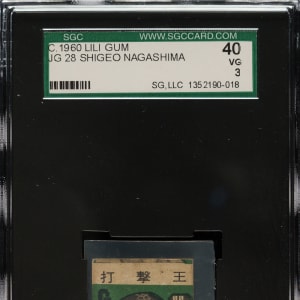 SGC
WWW.SGCCARD.COM
C.1960 LILI GUM
JG 28 SHIGEO NAGASHIMA
40
VG
3
SG,LLC 1352190-018
打撃王